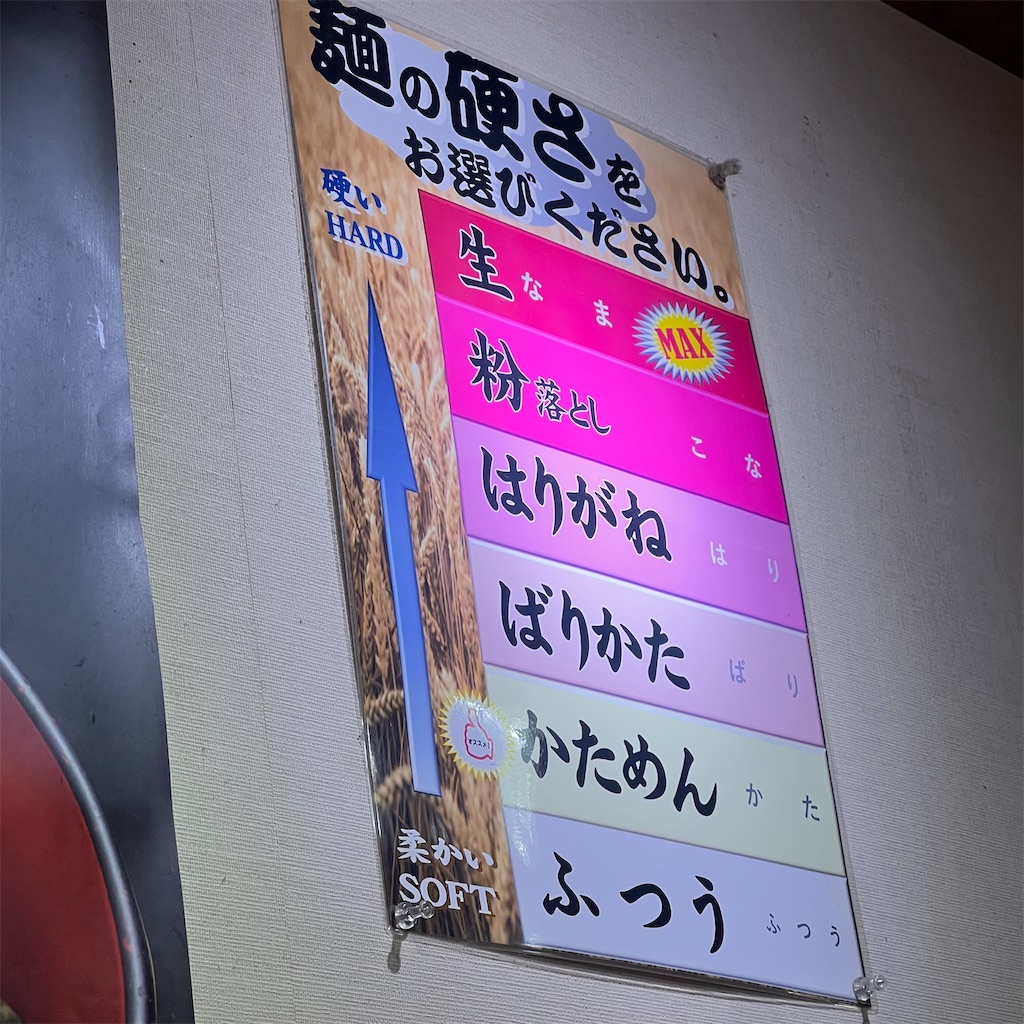 麺の硬さを
お選びください。
硬い
HARD
生 なま MAX
粉落とし こな
はりがね はり
ばりかた ばり
オススメ!
かためん かた
柔かい
SOFT
ふつう ふつう